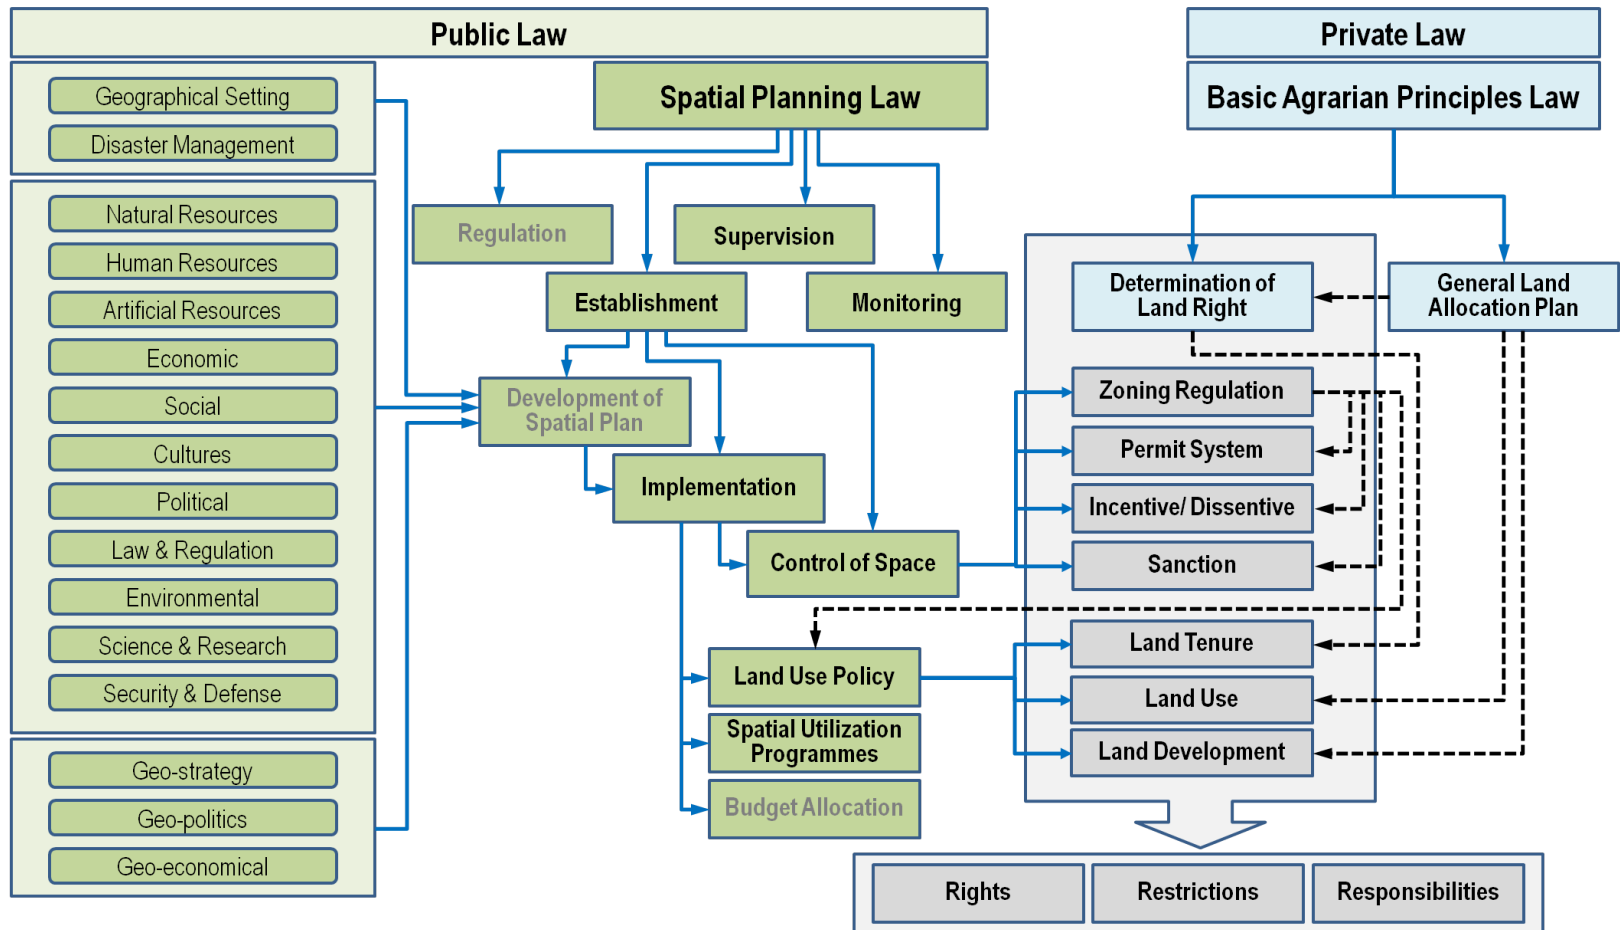 Public Law
Private Law
Geographical Setting
Disaster Management
Spatial Planning Law
Basic Agrarian Principles Law
Natural Resources
Human Resources
Artificial Resources
Economic
Social
Cultures
Political
Law & Regulation
Environmental
Science & Research
Security & Defense
Geo-strategy
Geo-politics
Geo-economical
Regulation
Supervision
Establishment
Monitoring
Development of
Spatial Plan
Implementation
Control of Space
Land Use Policy
Spatial Utilization
Programmes
Budget Allocation
Determination of
Land Right
General Land
Allocation Plan
Zoning Regulation
Permit System
Incentive/ Dissentive
Sanction
Land Tenure
Land Use
Land Development
Rights
Restrictions
Responsibilities